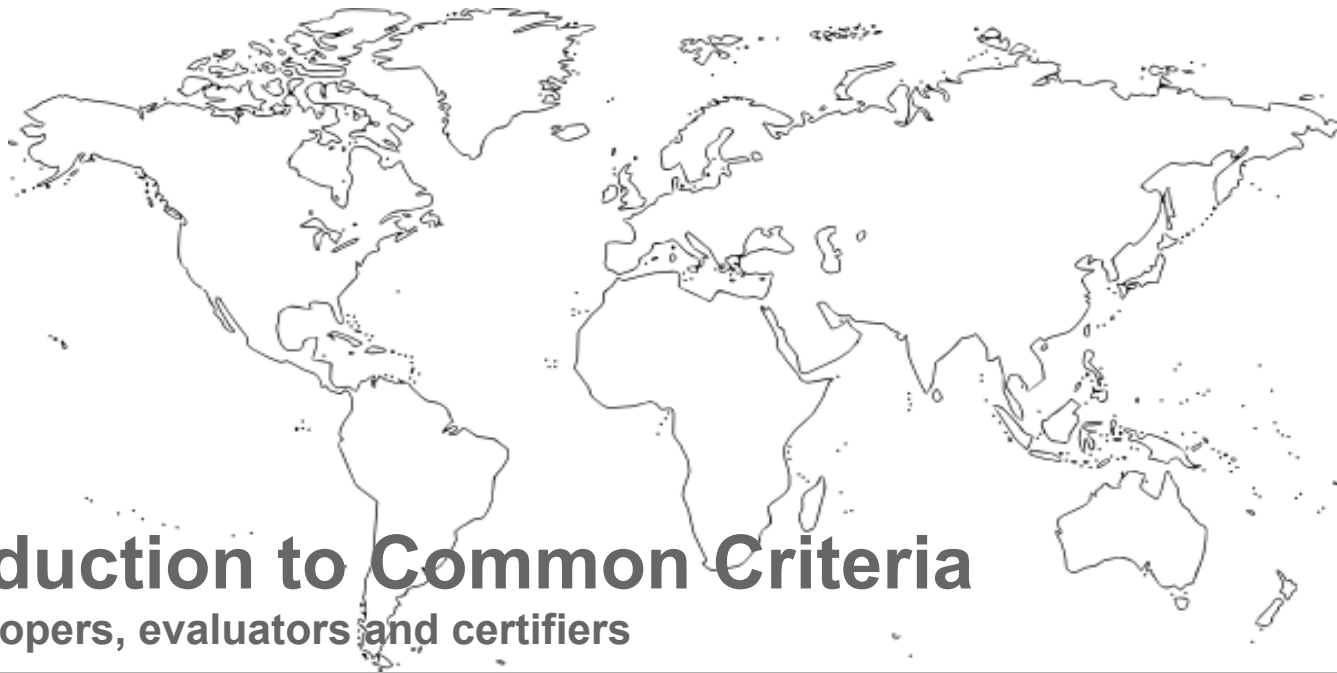 duction to Common Criteria
opers, evaluators and certifiers